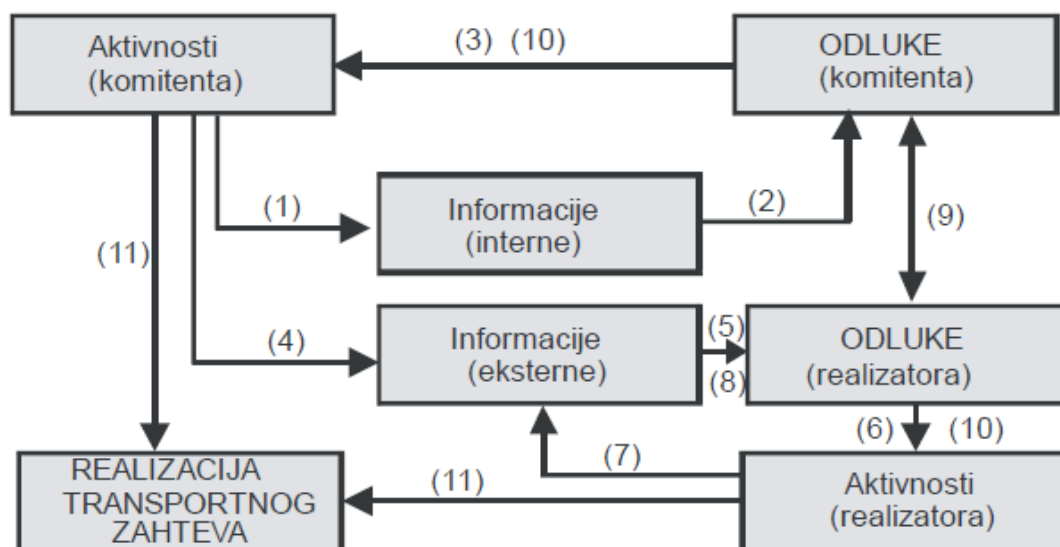 Aktivnosti
(komitenta)
(3) (10)
ODLUKE
(komitenta)
(1)
Informacije
(interne)
(2)
(9)
(11)
(4)
Informacije
(eksterne)
(5)
(8)
ODLUKE
(realizatora)
(6) (10)
(7)
REALIZACIJA
TRANSPORTNOG
ZAHTEVA
(11)
Aktivnosti
(realizatora)